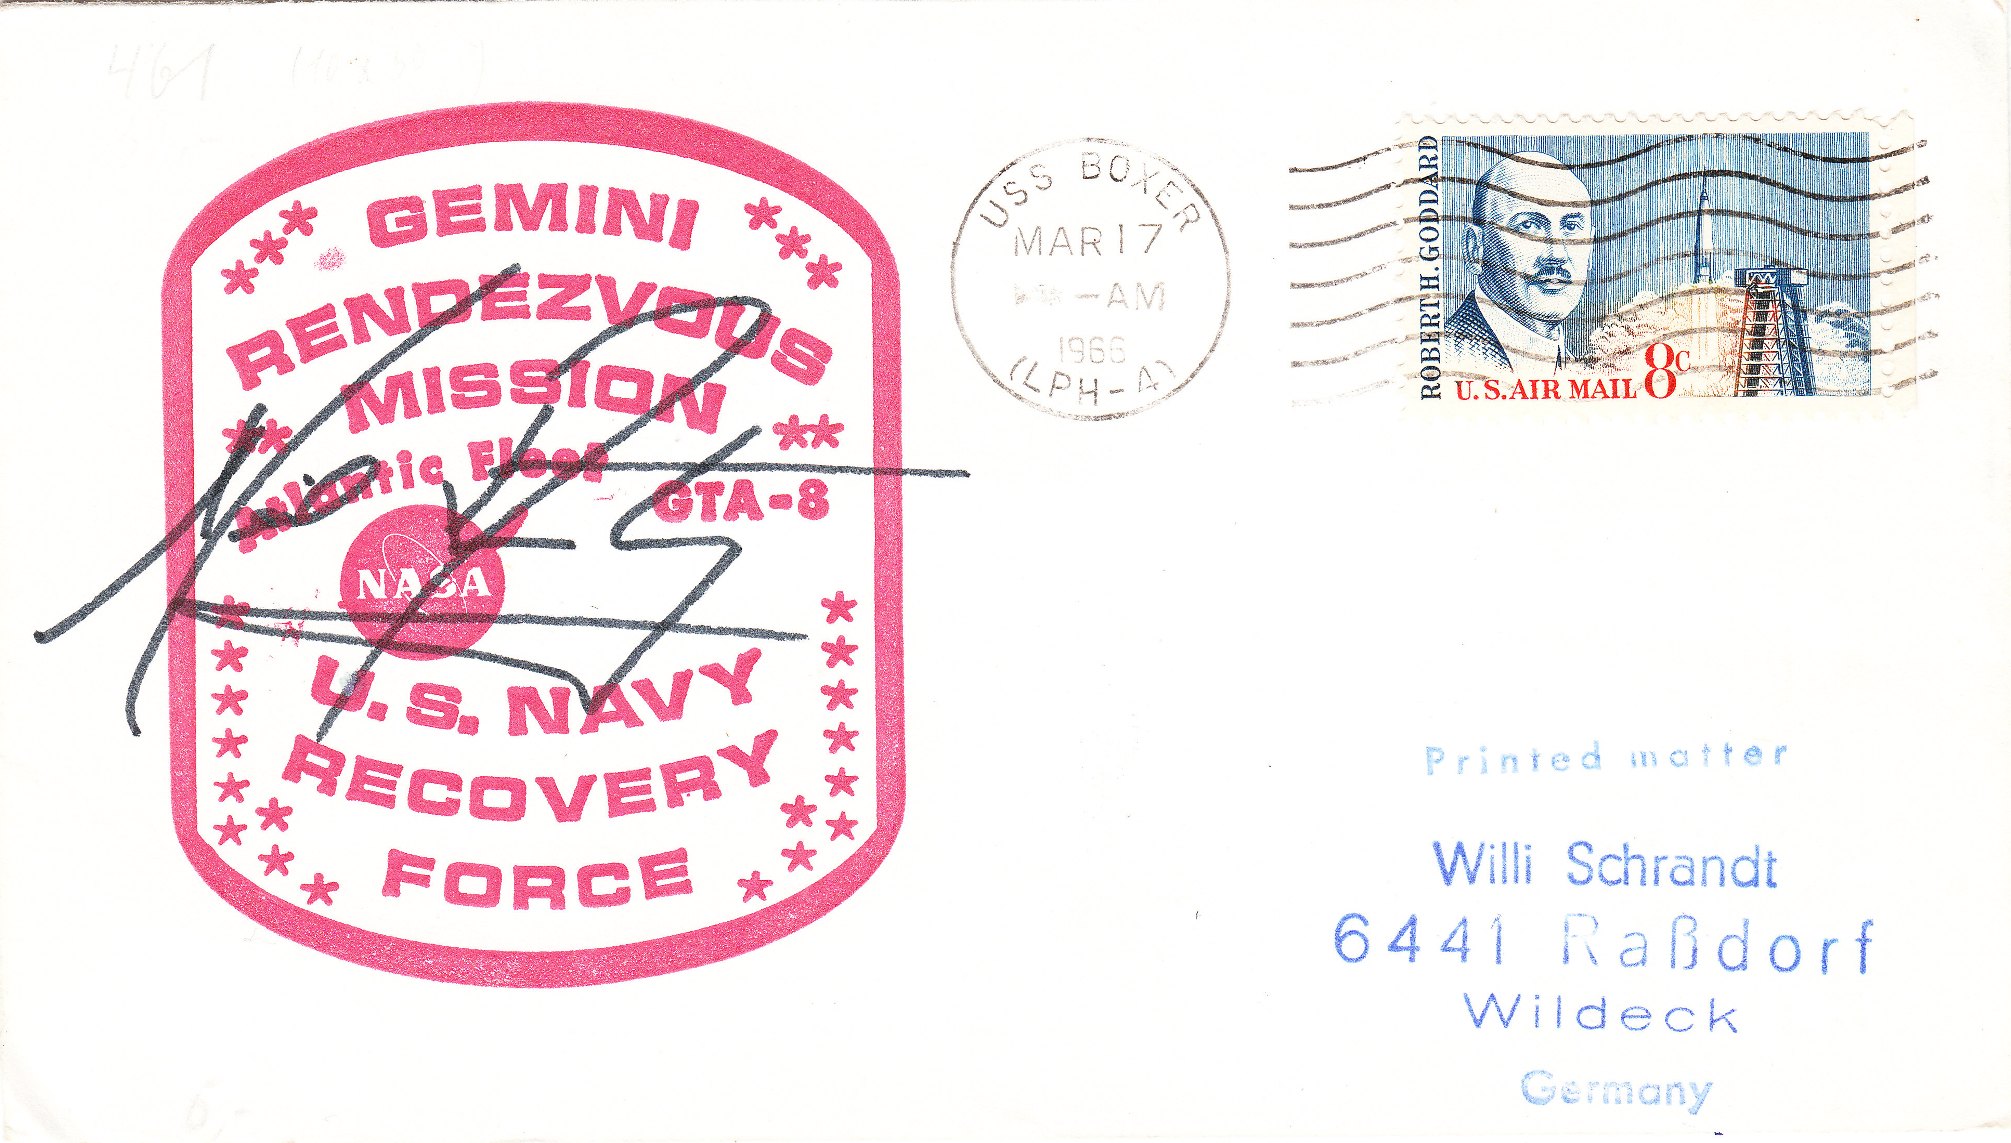 GEMINI
RENDEZVOUS
MISSION
Atlantic Fleet
GTA-8
NASA
U.S. NAVY
RECOVERY
FORCE
USS BOXER
MAR 17
-AM
1966
(LPH-4)
ROBERT H. GODDARD
U.S. AIR MAIL 8c
Printed matter
Willi Schrandt
6441 Raßdorf
Wildeck
Germany